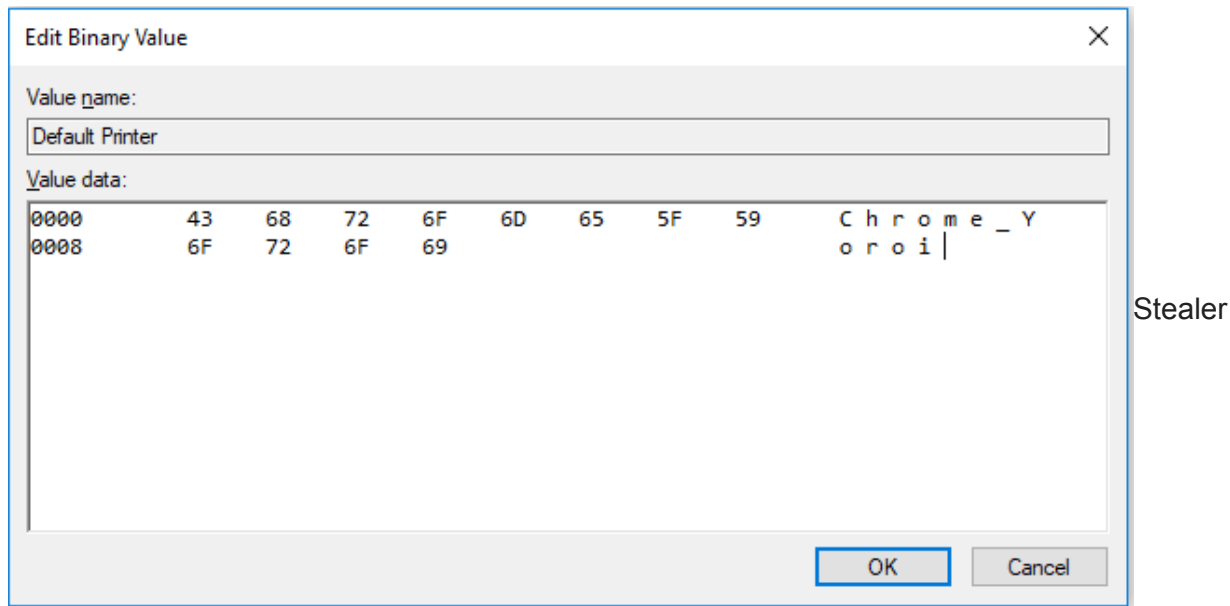 Edit Binary Value
Value name:
Default Printer
Value data:
0000 43 68 72 6F 6D 65 5F 59 C h r o m e _ Y
0008 6F 72 6F 69 o r o i
Stealer
OK Cancel